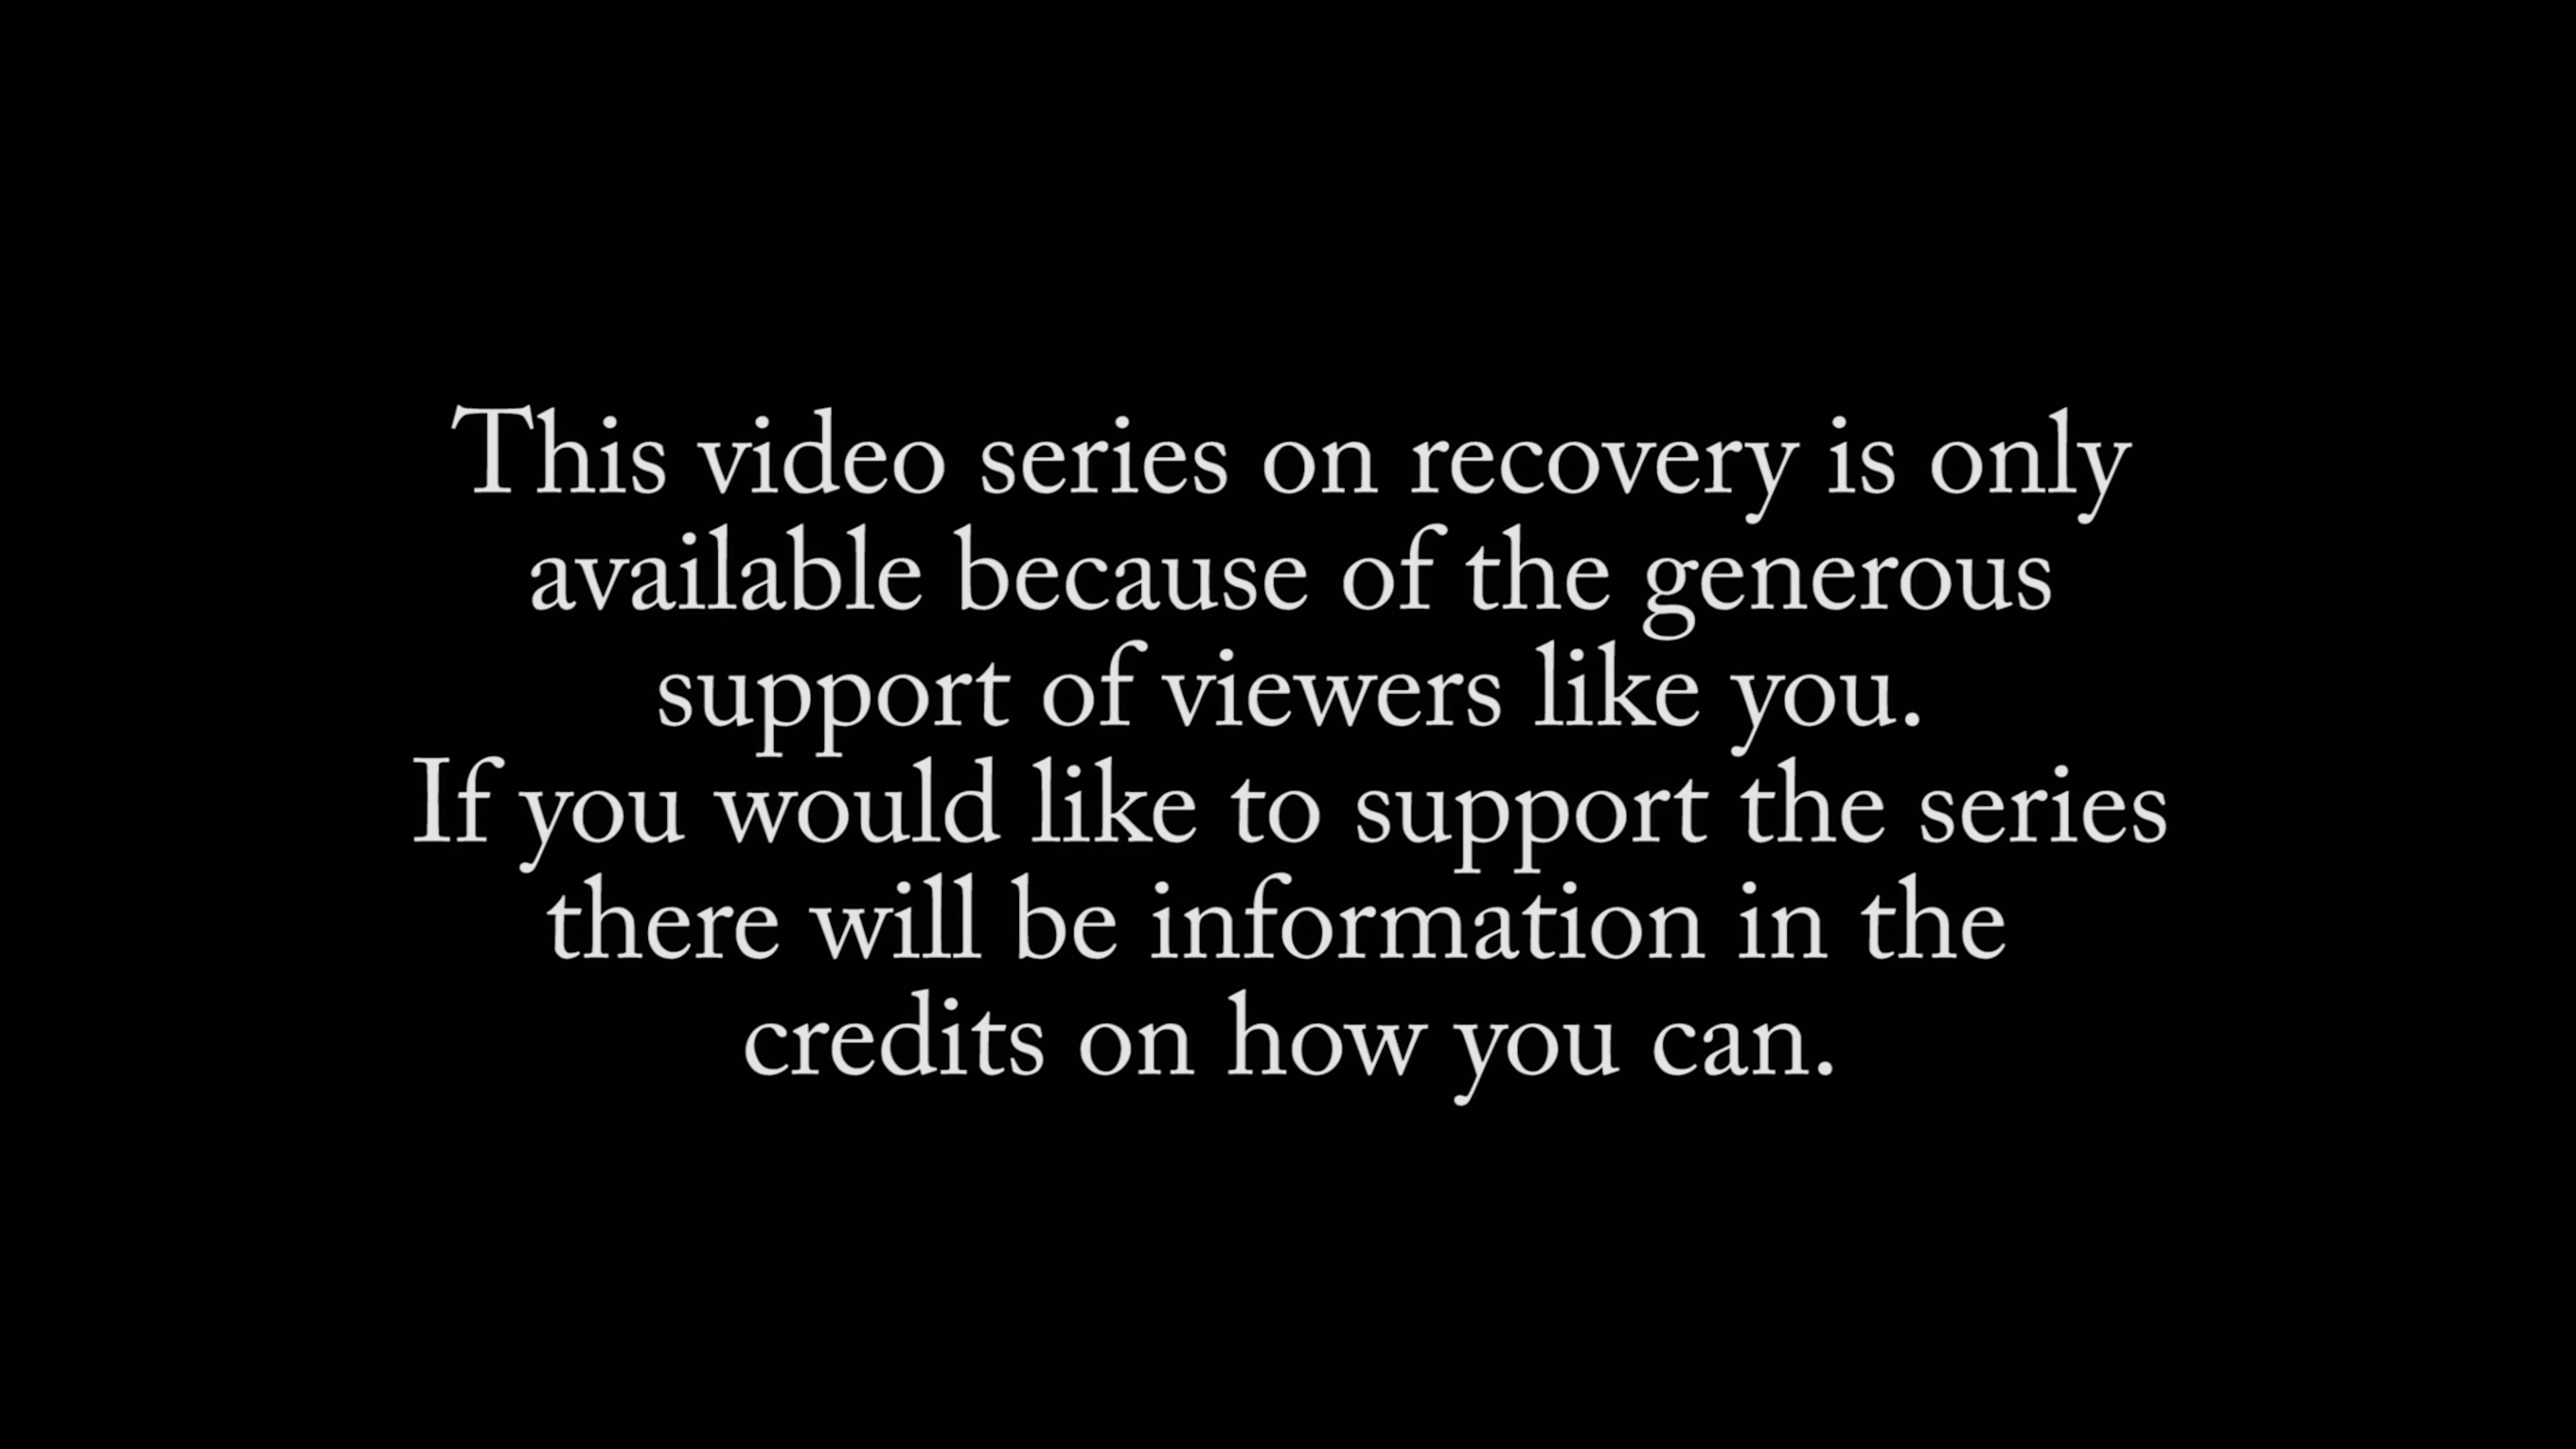 This video series on recovery is only
available because of the generous
support of viewers like you.
If you would like to support the series
there will be information in the
credits on how you can.